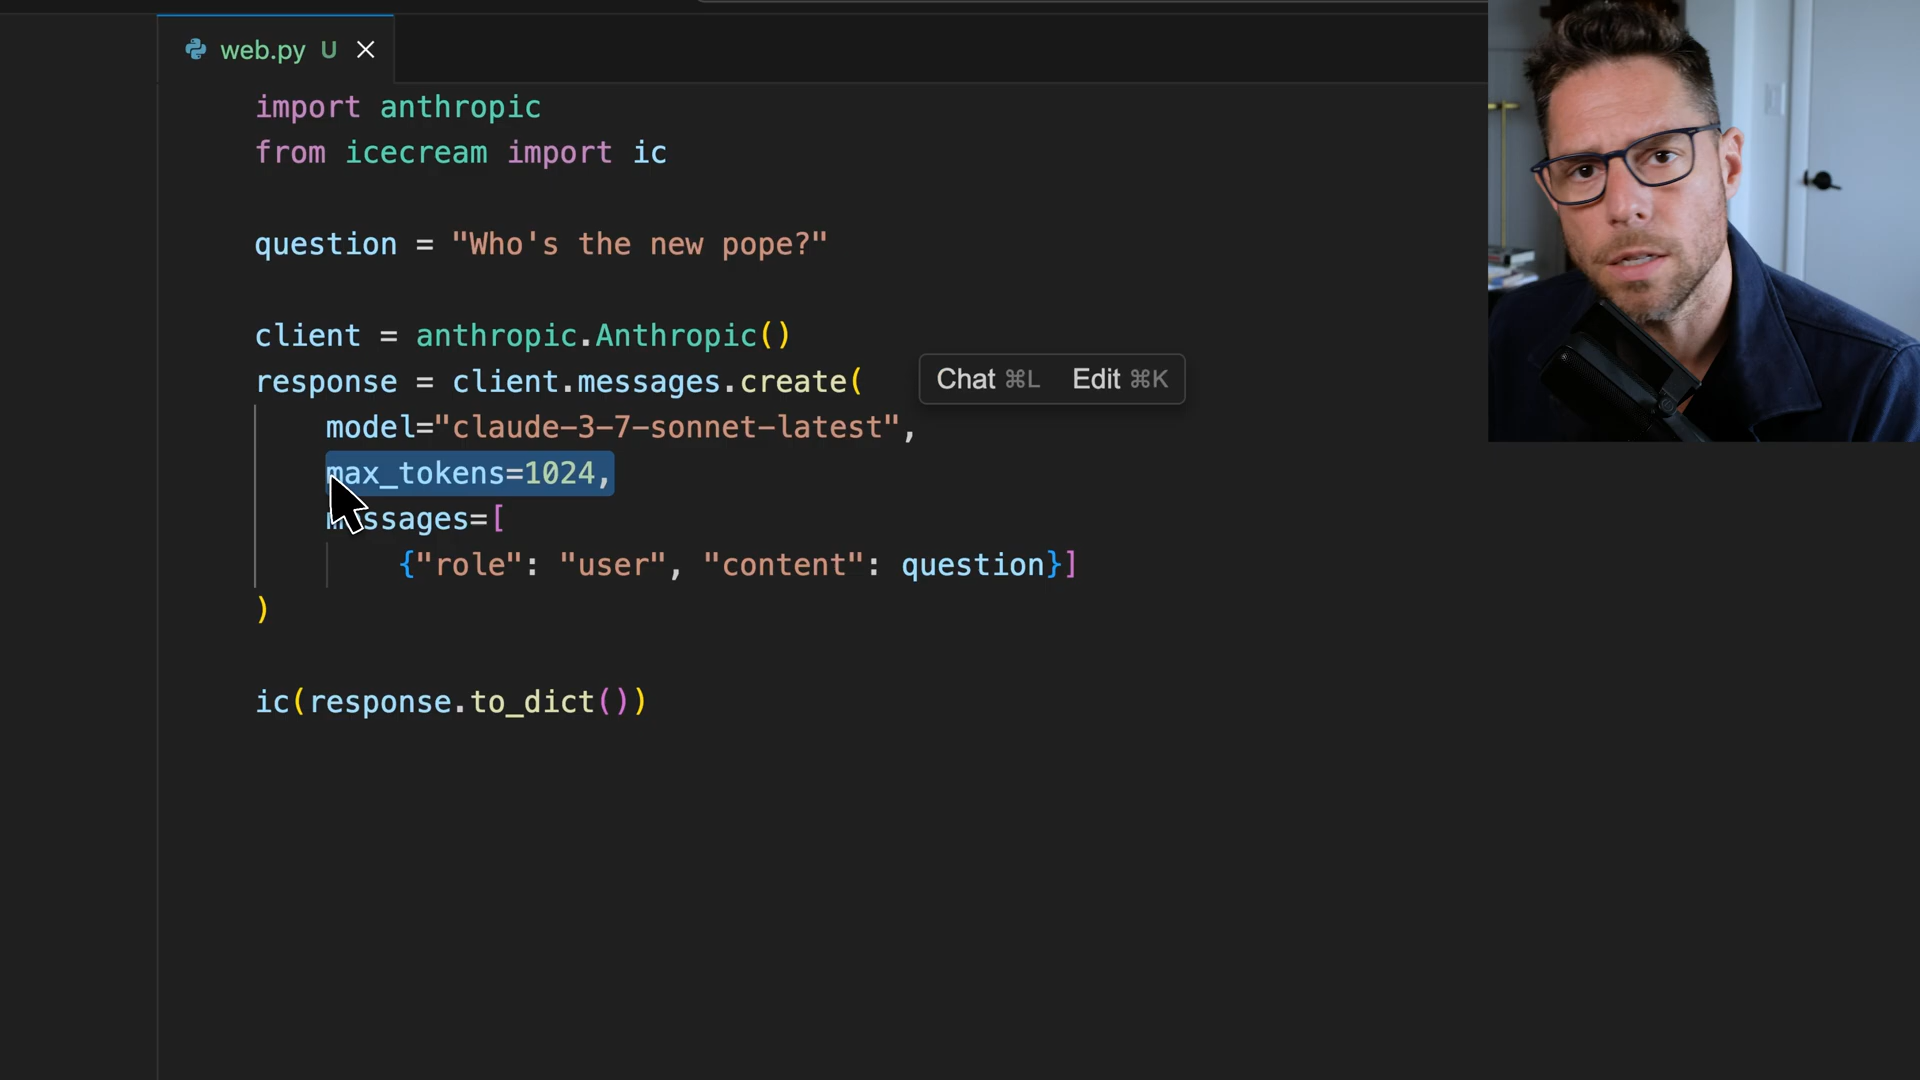 web.py U
import anthropic
from icecream import ic
question = "Who's the new pope?"
client = anthropic.Anthropic()
response = client.messages.create(
Chat ⌘L Edit ⌘K
model="claude-3-7-sonnet-latest",
max_tokens=1024,
messages=[
{"role": "user", "content": question}]
)
ic(response.to_dict())